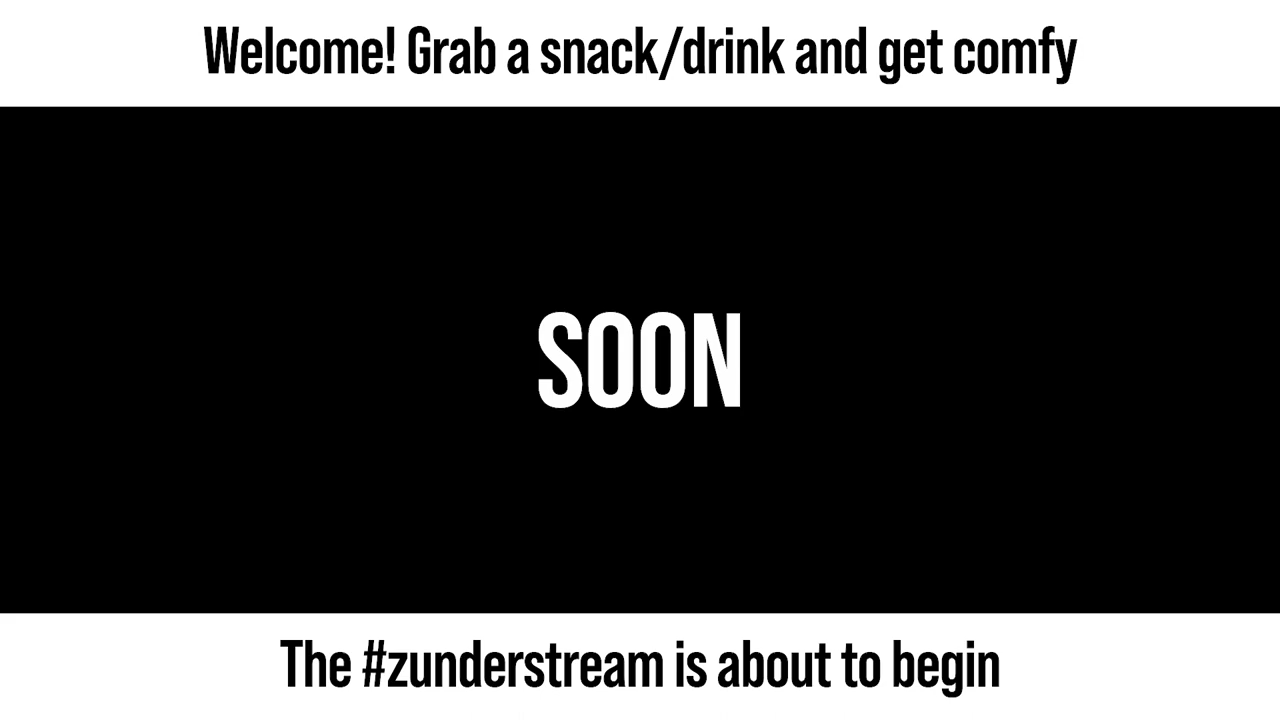 Welcome! Grab a snack/drink and get comfy
SOON
The #zunderstream is about to begin